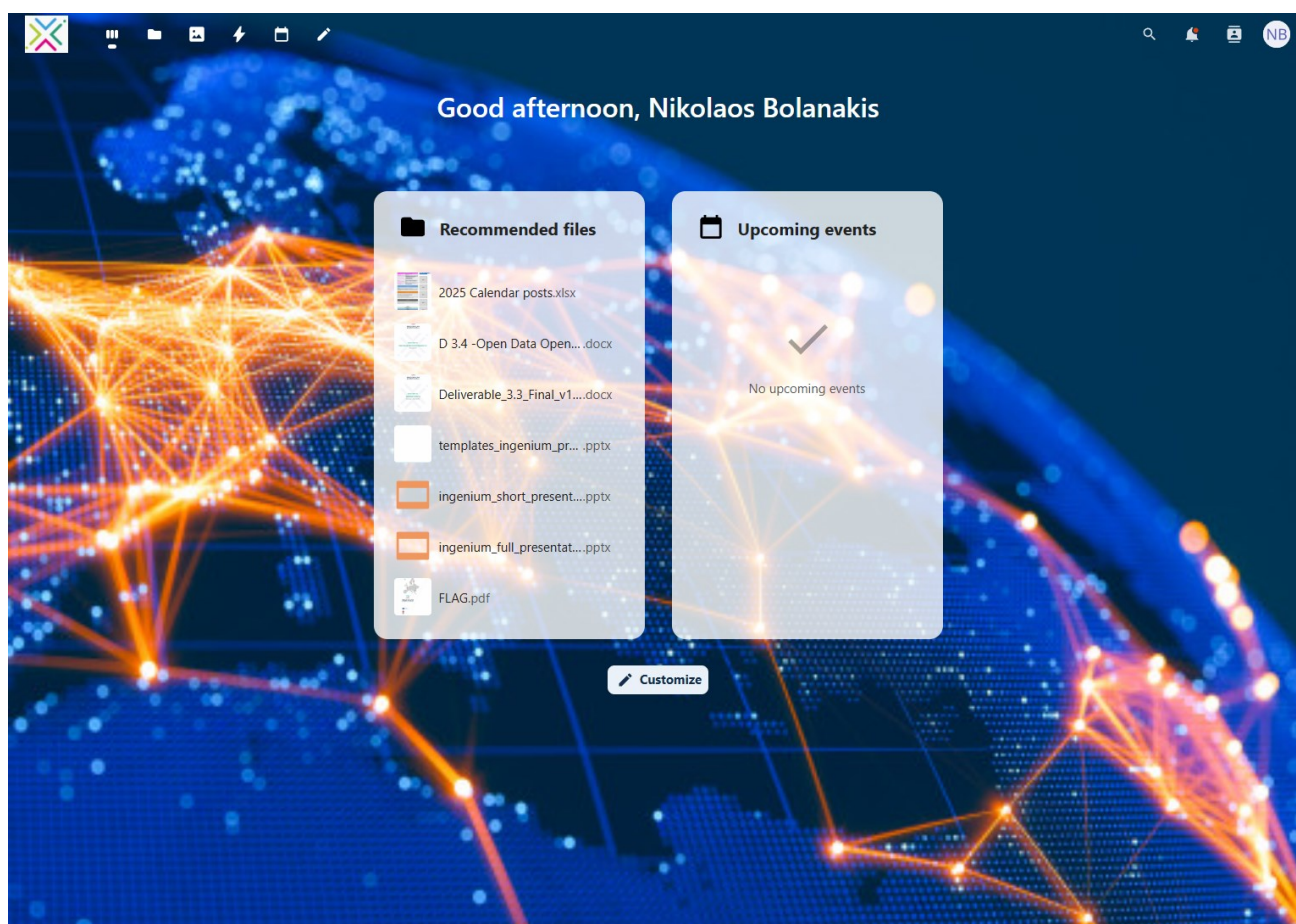 NB
Good afternoon, Nikolaos Bolanakis
Recommended files
2025 Calendar posts.xlsx
D 3.4 -Open Data Open... .docx
Deliverable_3.3_Final_v1....docx
templates_ingenium_pr... .pptx
ingenium_short_present....pptx
ingenium_full_presentat....pptx
FLAG.pdf
Upcoming events
No upcoming events
Customize